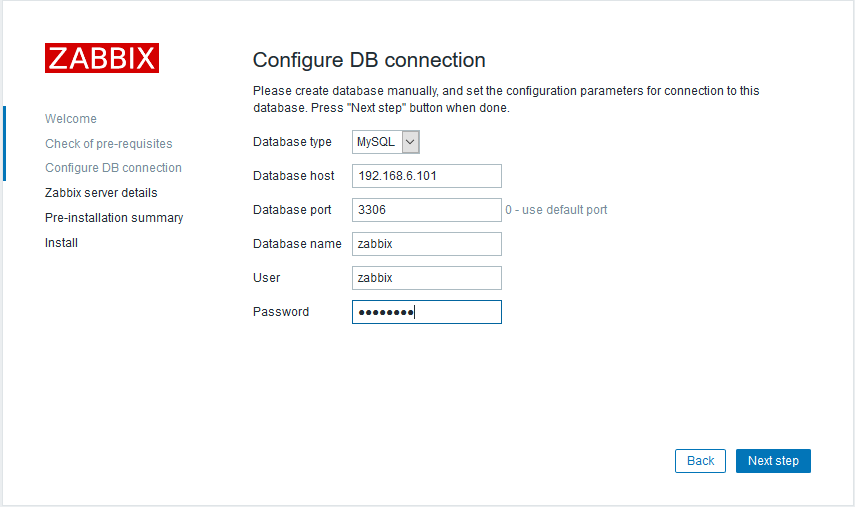 ZABBIX
Welcome
Check of pre-requisites
Configure DB connection
Zabbix server details
Pre-installation summary
Install
Configure DB connection
Please create database manually, and set the configuration parameters for connection to this
database. Press "Next step" button when done.
Database type MySQL
Database host 192.168.6.101
Database port 3306 0 - use default port
Database name zabbix
User zabbix
Password ●●●●●●●●
Back Next step